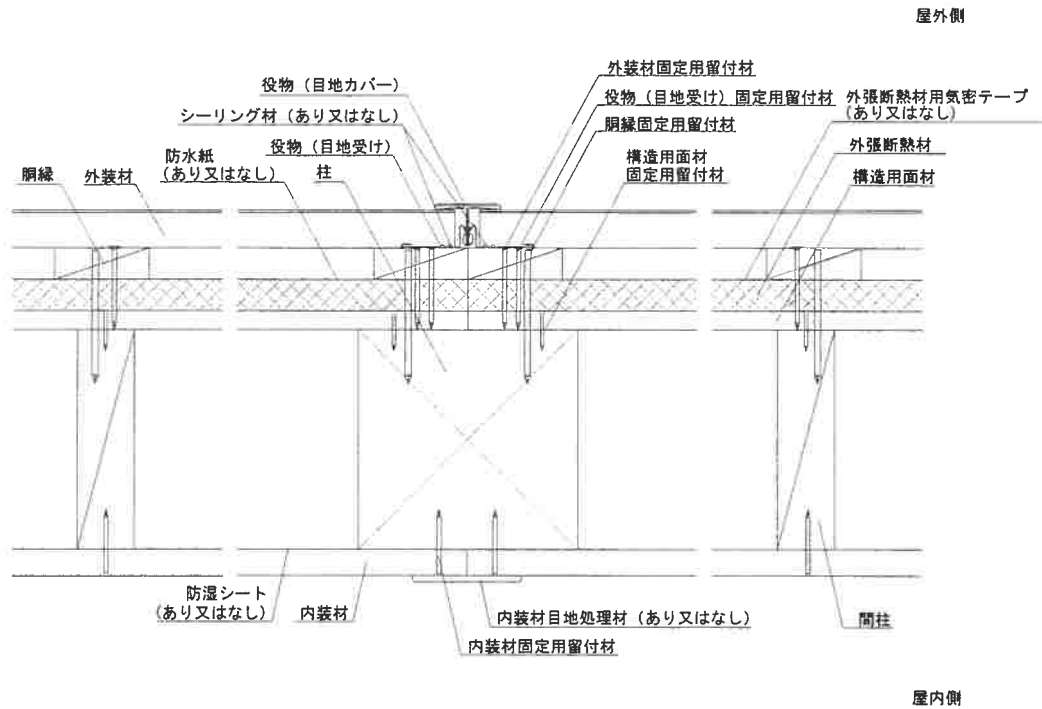 屋外側
外装材固定用留付材
役物（目地カバー）
役物（目地受け）固定用留付材
外張断熱材用気密テープ
（あり又はなし）
シーリング材（あり又はなし）
胴縁固定用留付材
役物（目地受け）
外張断熱材
防水紙
（あり又はなし）
柱
構造用面材
固定用留付材
胴縁
外装材
構造用面材
防湿シート
（あり又はなし）
内装材
内装材目地処理材（あり又はなし）
間柱
内装材固定用留付材
屋内側